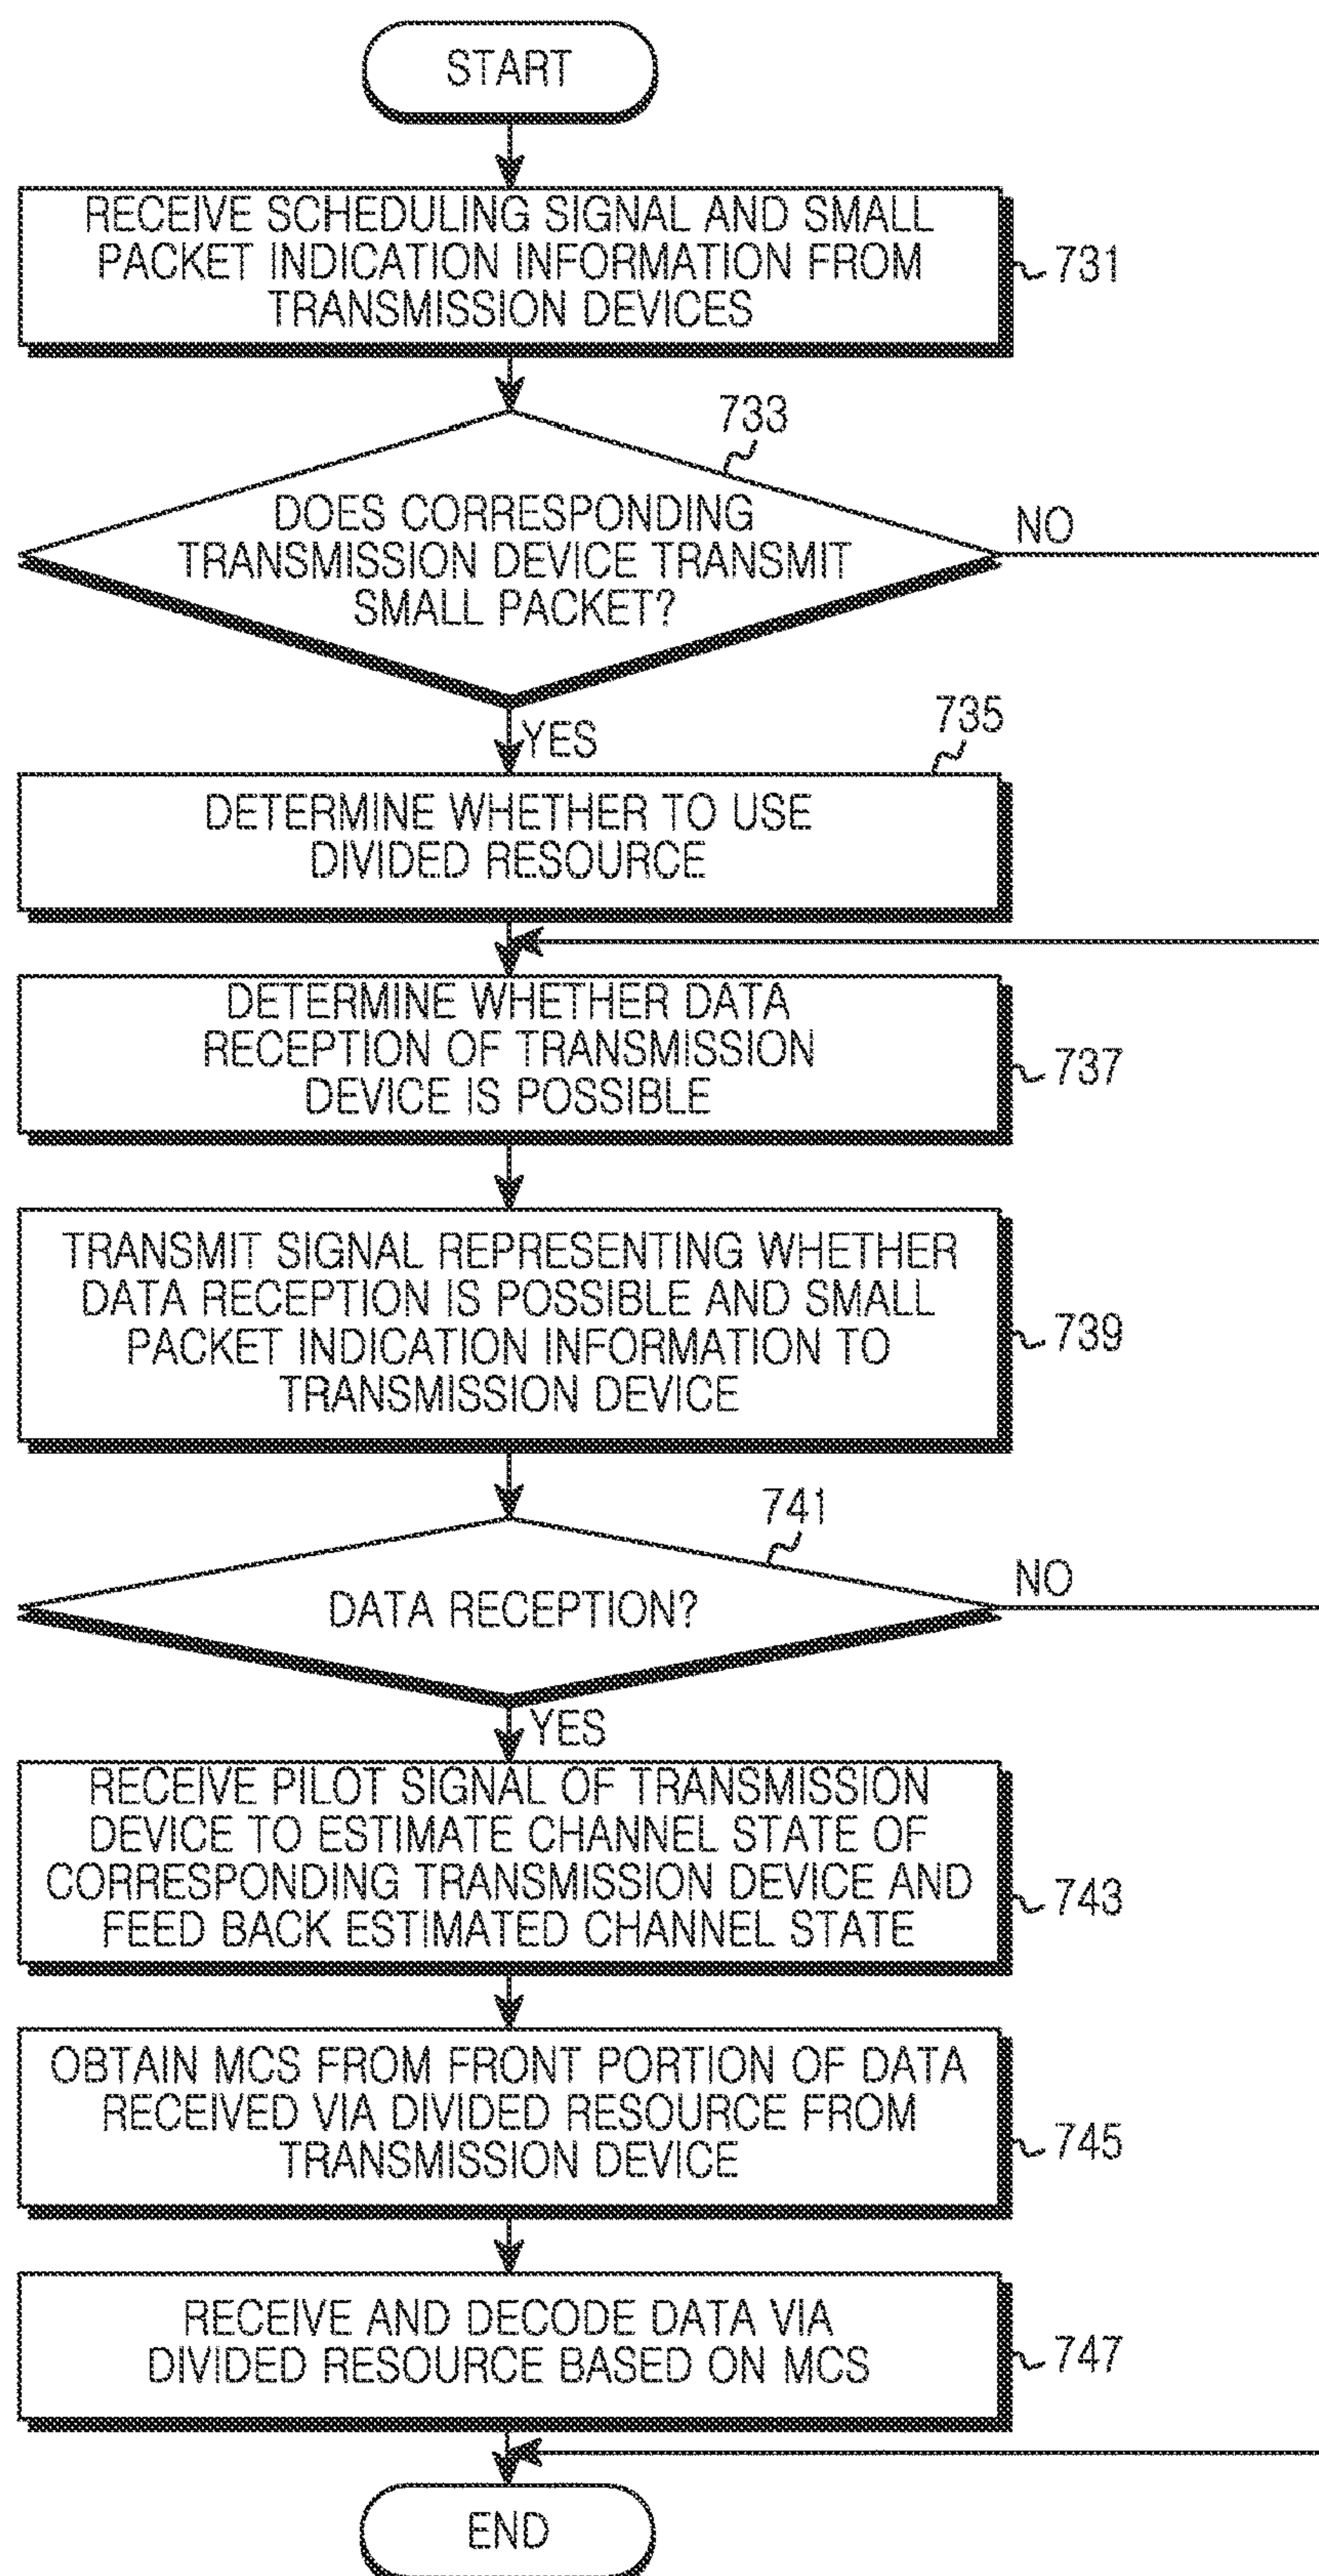 START
RECEIVE SCHEDULING SIGNAL AND SMALL
PACKET INDICATION INFORMATION FROM
TRANSMISSION DEVICES
731
733
DOES CORRESPONDING
TRANSMISSION DEVICE TRANSMIT
SMALL PACKET?
NO
YES
735
DETERMINE WHETHER TO USE
DIVIDED RESOURCE
DETERMINE WHETHER DATA
RECEPTION OF TRANSMISSION
DEVICE IS POSSIBLE
737
TRANSMIT SIGNAL REPRESENTING WHETHER
DATA RECEPTION IS POSSIBLE AND SMALL
PACKET INDICATION INFORMATION TO
TRANSMISSION DEVICE
739
741
DATA RECEPTION?
NO
YES
RECEIVE PILOT SIGNAL OF TRANSMISSION
DEVICE TO ESTIMATE CHANNEL STATE OF
CORRESPONDING TRANSMISSION DEVICE AND
FEED BACK ESTIMATED CHANNEL STATE
743
OBTAIN MCS FROM FRONT PORTION OF DATA
RECEIVED VIA DIVIDED RESOURCE FROM
TRANSMISSION DEVICE
745
RECEIVE AND DECODE DATA VIA
DIVIDED RESOURCE BASED ON MCS
747
END